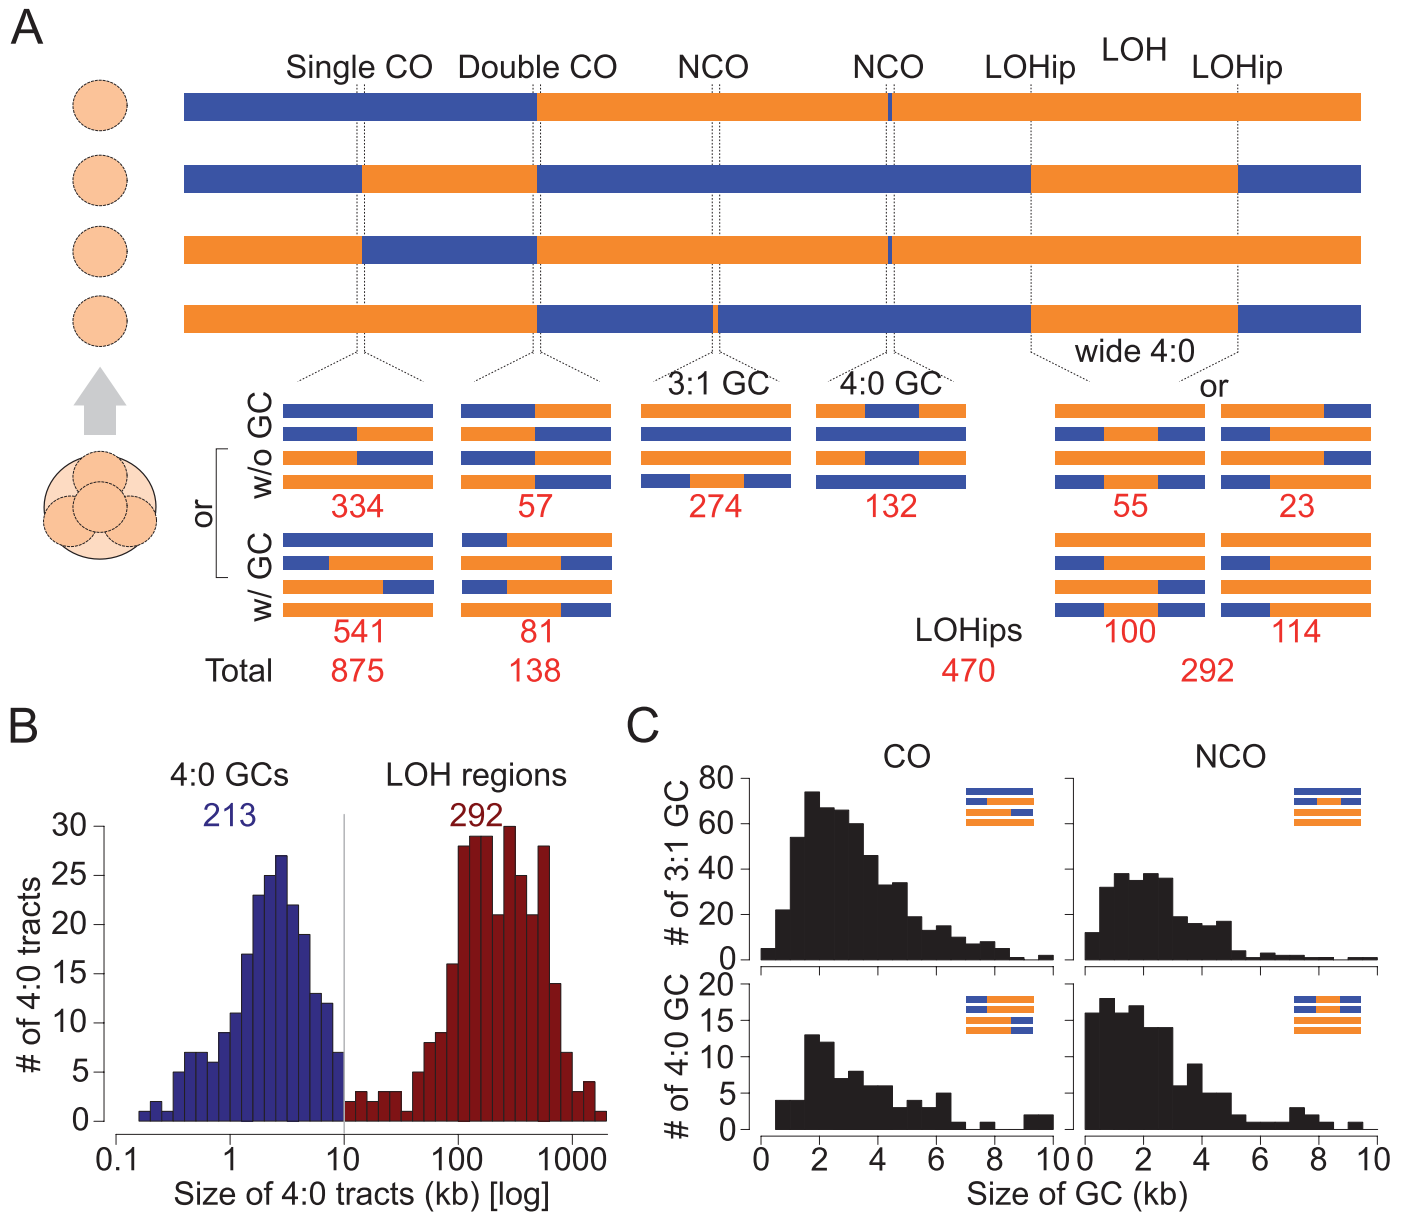 A
Single CO Double CO NCO NCO LOHip LOH LOHip
wide 4:0
3:1 GC 4:0 GC or
w/o GC
334 57 274 132 55 23
or
w/ GC
541 81 LOHips 100 114
Total 875 138 470 292
B
4:0 GCs LOH regions
213 292
# of 4:0 tracts
30
25
20
15
10
5
0
0.1 1 10 100 1000
Size of 4:0 tracts (kb) [log]
C
CO NCO
# of 3:1 GC
80
60
40
20
0
# of 4:0 GC
20
15
10
5
0
0 2 4 6 8 10 0 2 4 6 8 10
Size of GC (kb)